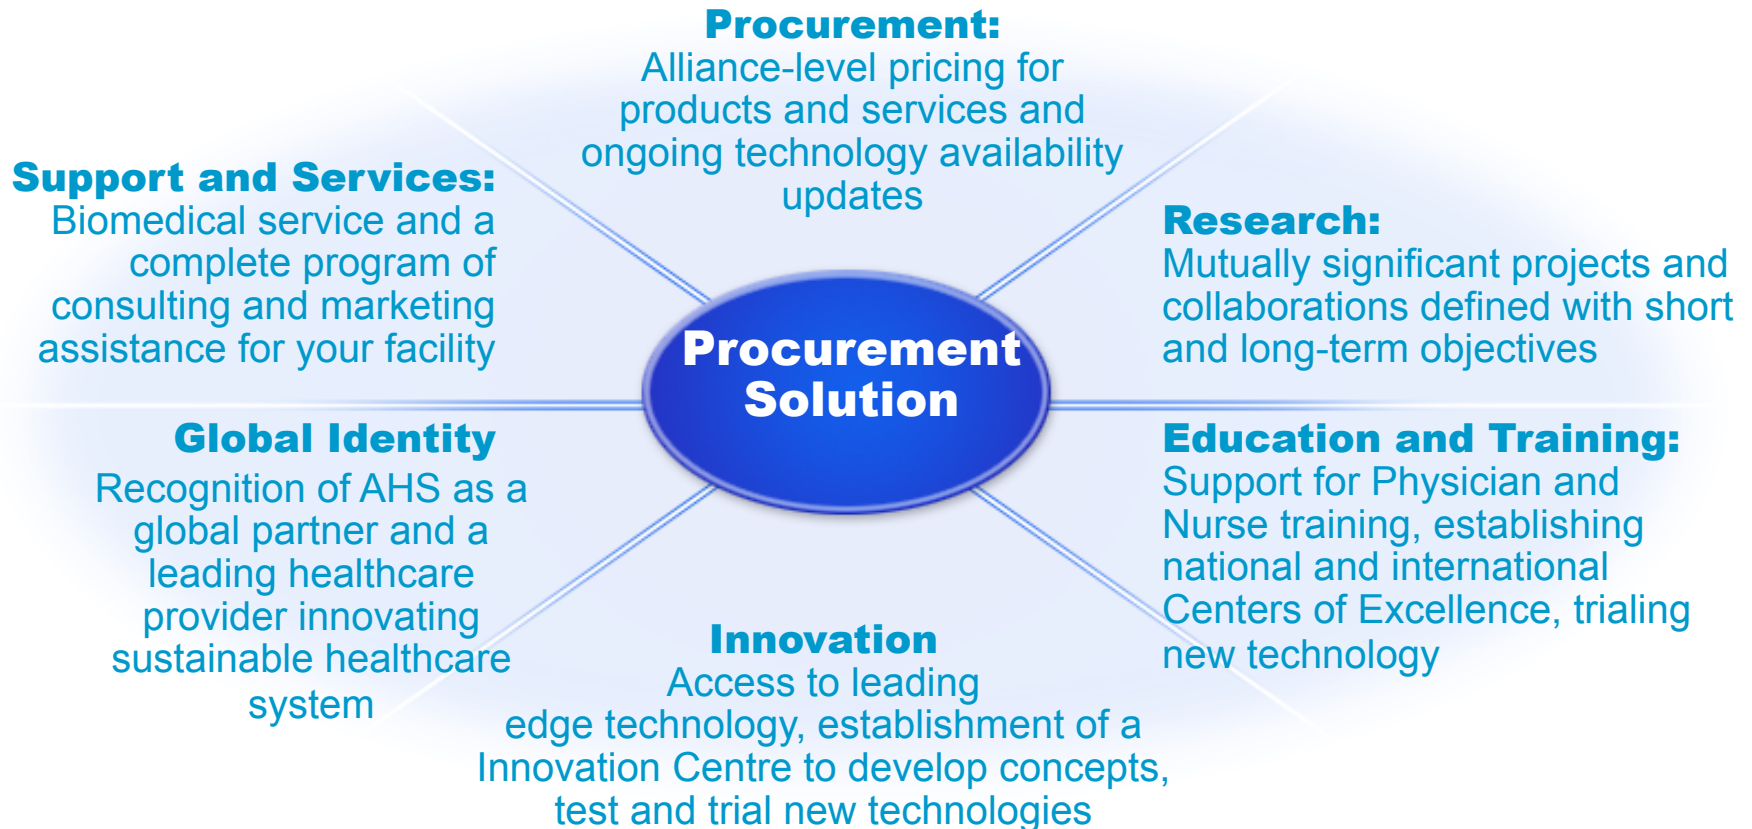 Procurement:
Alliance-level pricing for
products and services and
ongoing technology availability
updates
Support and Services:
Biomedical service and a
complete program of
consulting and marketing
assistance for your facility
Research:
Mutually significant projects and
collaborations defined with short
and long-term objectives
Procurement
Solution
Global Identity
Recognition of AHS as a
global partner and a
leading healthcare
provider innovating
sustainable healthcare
system
Education and Training:
Support for Physician and
Nurse training, establishing
national and international
Centers of Excellence, trialing
new technology
Innovation
Access to leading
edge technology, establishment of a
Innovation Centre to develop concepts,
test and trial new technologies